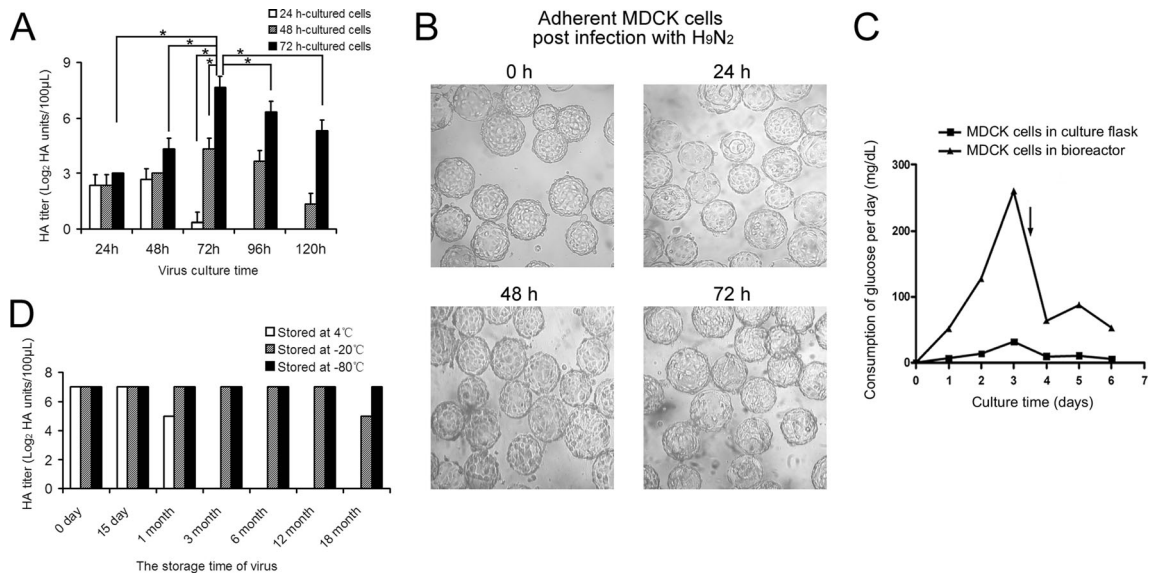 A
24 h-cultured cells
48 h-cultured cells
72 h-cultured cells
* * * * * *
HA titer (Log₂ HA units/100μL)
9
6
3
0
24h 48h 72h 96h 120h
Virus culture time
B
Adherent MDCK cells
post infection with H₉N₂
0 h 24 h
48 h 72 h
C
MDCK cells in culture flask
MDCK cells in bioreactor
Consumption of glucose per day (mg/dL)
300
200
100
0
0 1 2 3 4 5 6 7
Culture time (days)
D
Stored at 4℃
Stored at -20℃
Stored at -80℃
HA titer (Log₂ HA units/100μL)
8
6
4
2
0
0 day 15 day 1 month 3 month 6 month 12 month 18 month
The storage time of virus